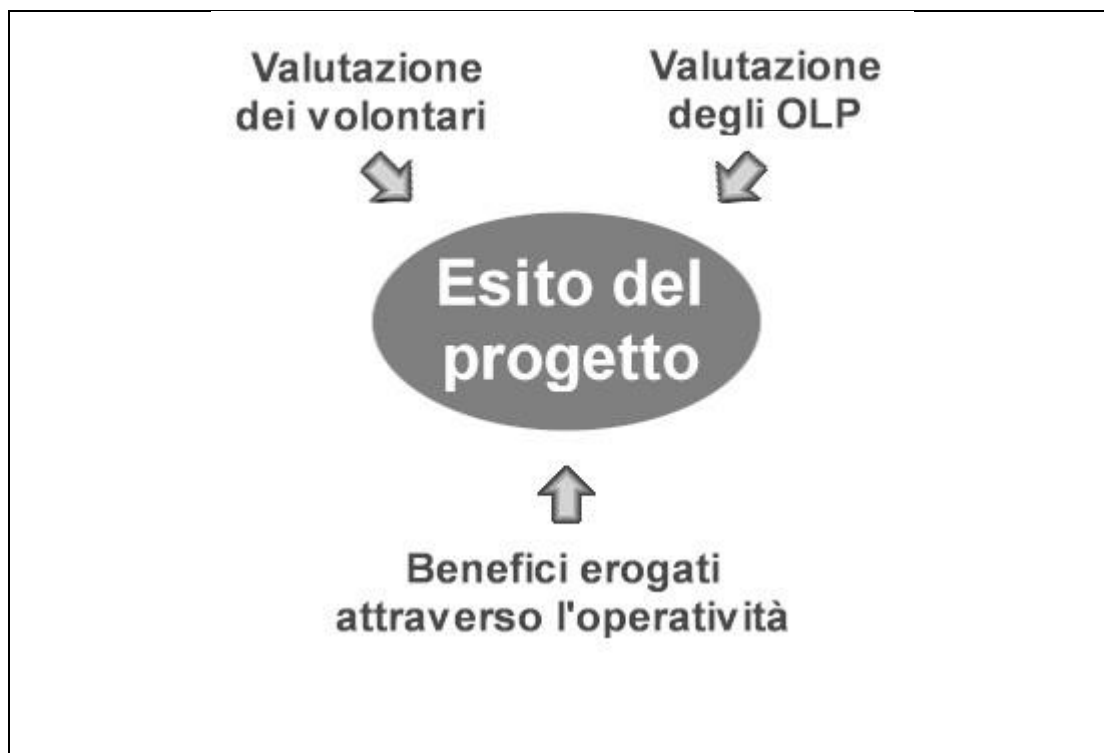 Valutazione
dei volontari
Valutazione
degli OLP
Esito del
progetto
Benefici erogati
attraverso l'operatività